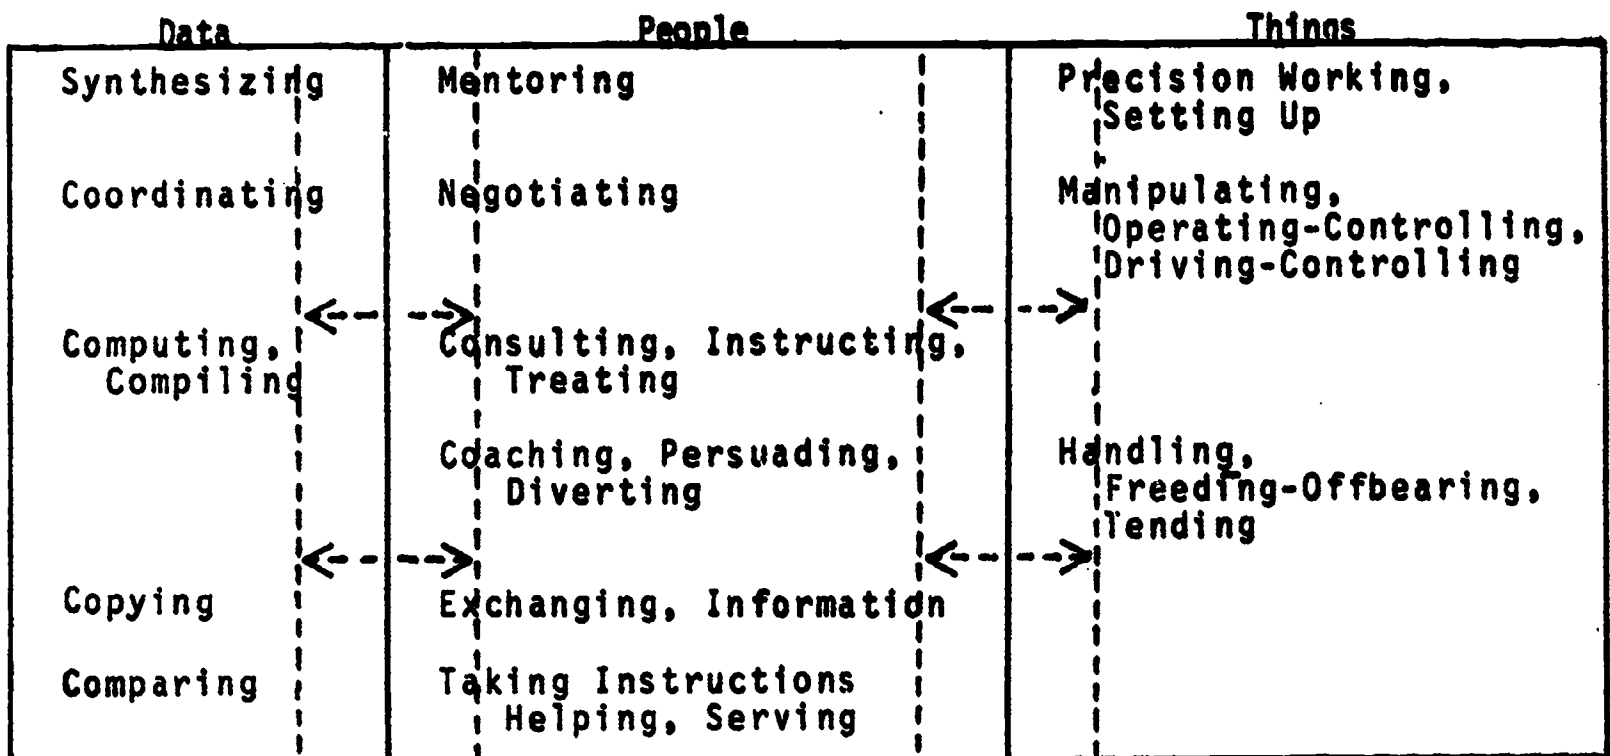 Data People Things
Synthesizing Mentoring Precision Working,
Setting Up
Coordinating Negotiating Manipulating,
Operating-Controlling,
Driving-Controlling
Computing, Consulting, Instructing,
Compiling Treating
Coaching, Persuading, Handling,
Diverting Freeding-Offbearing,
Tending
Copying Exchanging, Information
Comparing Taking Instructions
Helping, Serving